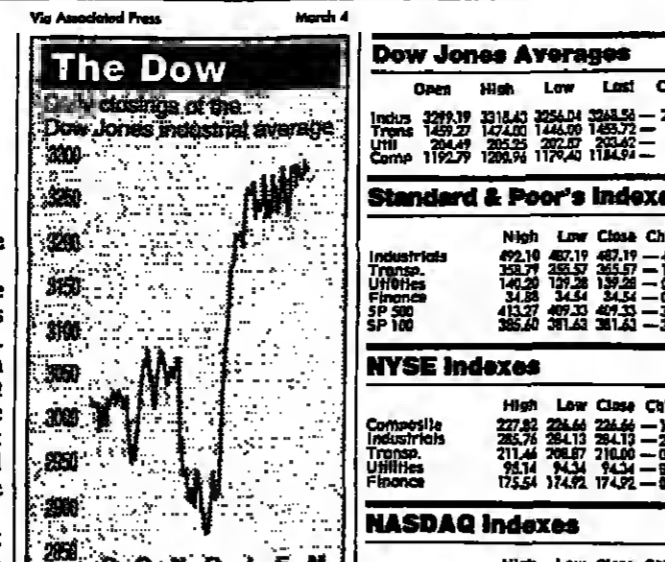 Via Associated Press March 4
The Dow
Daily closings of the
Dow Jones industrial average
3300
3250
3200
3150
3100
3050
3000
2950
2900
2850
Dow Jones Averages
Open High Low Last
Indus 3299.19 3318.43 3256.04 3268.56 —
Trans 1459.27 1474.00 1446.00 1453.72 —
Util 204.49 205.25 202.87 203.62 —
Comp 1192.79 1200.96 1179.40 1184.94 —
Standard & Poor's Indexe
High Low Close Ch
Industrials 492.10 487.19 487.19 —
Transp. 358.79 355.57 355.57 —
Utilities 140.20 139.28 139.28 —
Finance 34.88 34.54 34.54 —
SP 500 413.27 409.33 409.33 —
SP 100 385.60 381.63 381.63 —
NYSE Indexes
High Low Close
Composite 227.82 226.66 226.66 —
Industrials 285.76 284.13 284.13 —
Transp. 211.46 208.87 210.00 —
Utilities 95.14 94.34 94.34 —
Finance 175.54 174.92 174.92 —
NASDAQ Indexes